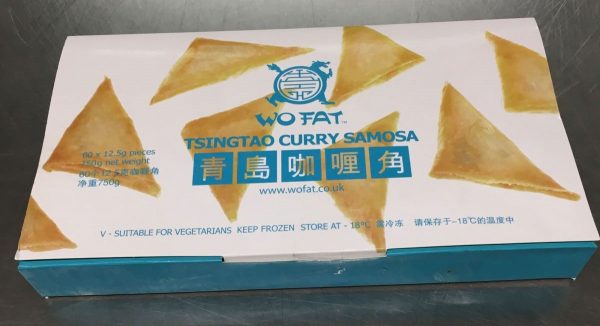 WO FAT™
TSINGTAO CURRY SAMOSA
青島咖喱角
www.wofat.co.uk
60 x 12.5g pieces
750g net weight
60个12.5克咖喱角
净重750g
V - SUITABLE FOR VEGETARIANS KEEP FROZEN STORE AT - 18°C 需冷冻 请保存于-18℃的温度中